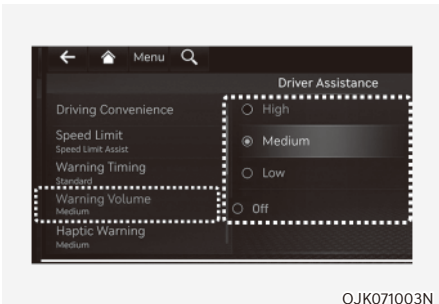 Menu
Driver Assistance
Driving Convenience
High
Speed Limit
Speed Limit Assist
Medium
Warning Timing
Standard
Low
Warning Volume
Medium
Off
Haptic Warning
Medium
OJK071003N